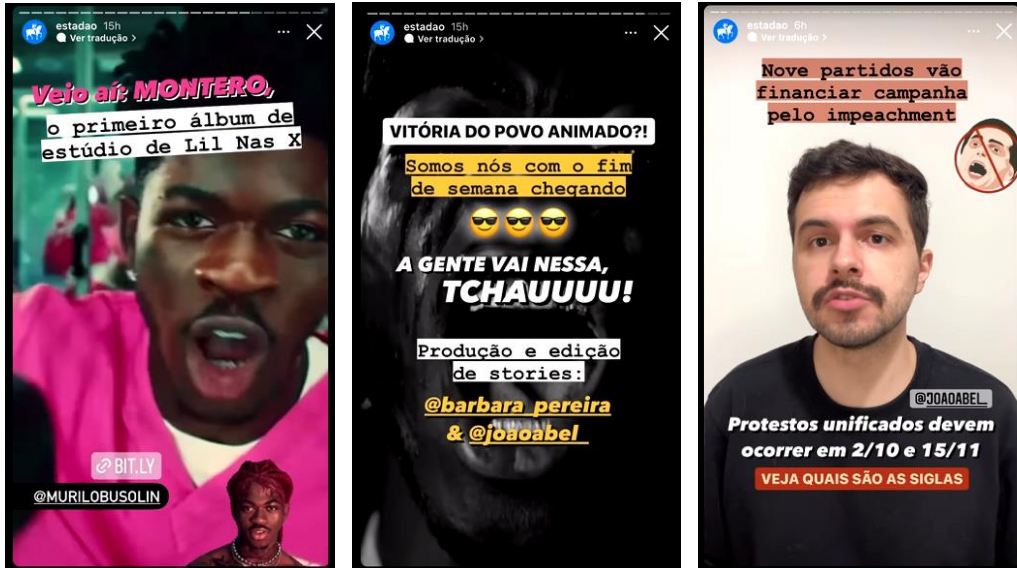 estadao 15h
Ver tradução >
Veio aí: MONTERO,
o primeiro álbum de
estúdio de Lil Nas X
BIT.LY
@MURILOBUSOLIN
estadao 15h
Ver tradução >
VITÓRIA DO POVO ANIMADO?!
Somos nós com o fim
de semana chegando
A GENTE VAI NESSA,
TCHAUUUU!
Produção e edição
de stories:
@barbara_pereira
& @joaoabel_
estadao 6h
Ver tradução >
Nove partidos vão
financiar campanha
pelo impeachment
@JOAOABEL_
Protestos unificados devem
ocorrer em 2/10 e 15/11
VEJA QUAIS SÃO AS SIGLAS